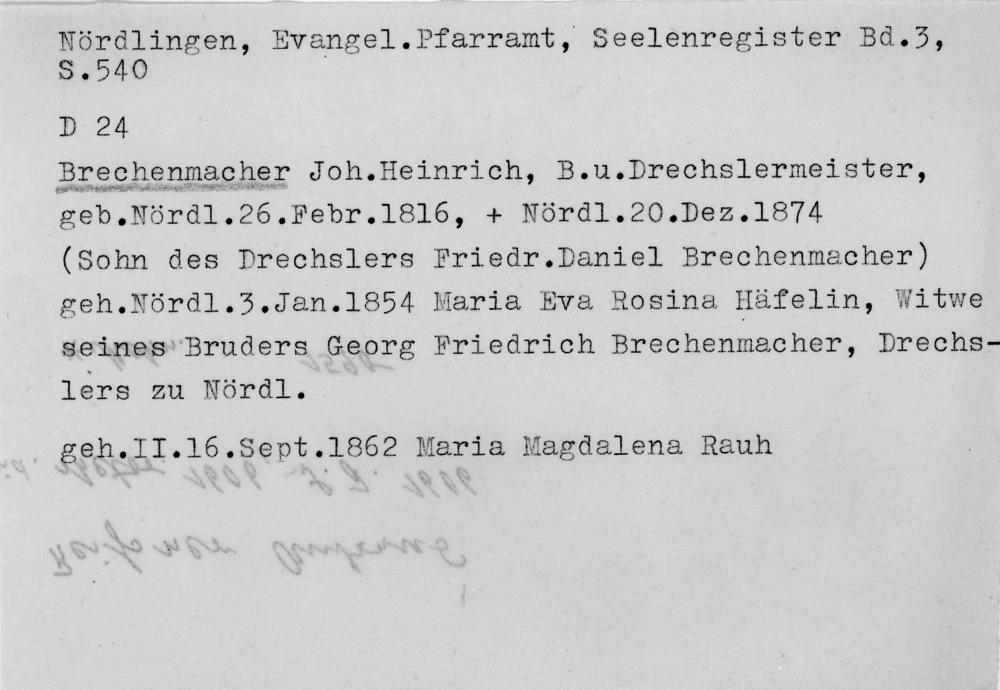 Nördlingen, Evangel.Pfarramt, Seelenregister Bd.3,
S.540
D 24
Brechenmacher Joh.Heinrich, B.u.Drechslermeister,
geb.Nördl.26.Febr.1816, + Nördl.20.Dez.1874
(Sohn des Drechslers Friedr.Daniel Brechenmacher)
geh.Nördl.3.Jan.1854 Maria Eva Rosina Häfelin, Witwe
seines Bruders Georg Friedrich Brechenmacher, Drechs-
lers zu Nördl.
geh.II.16.Sept.1862 Maria Magdalena Rauh